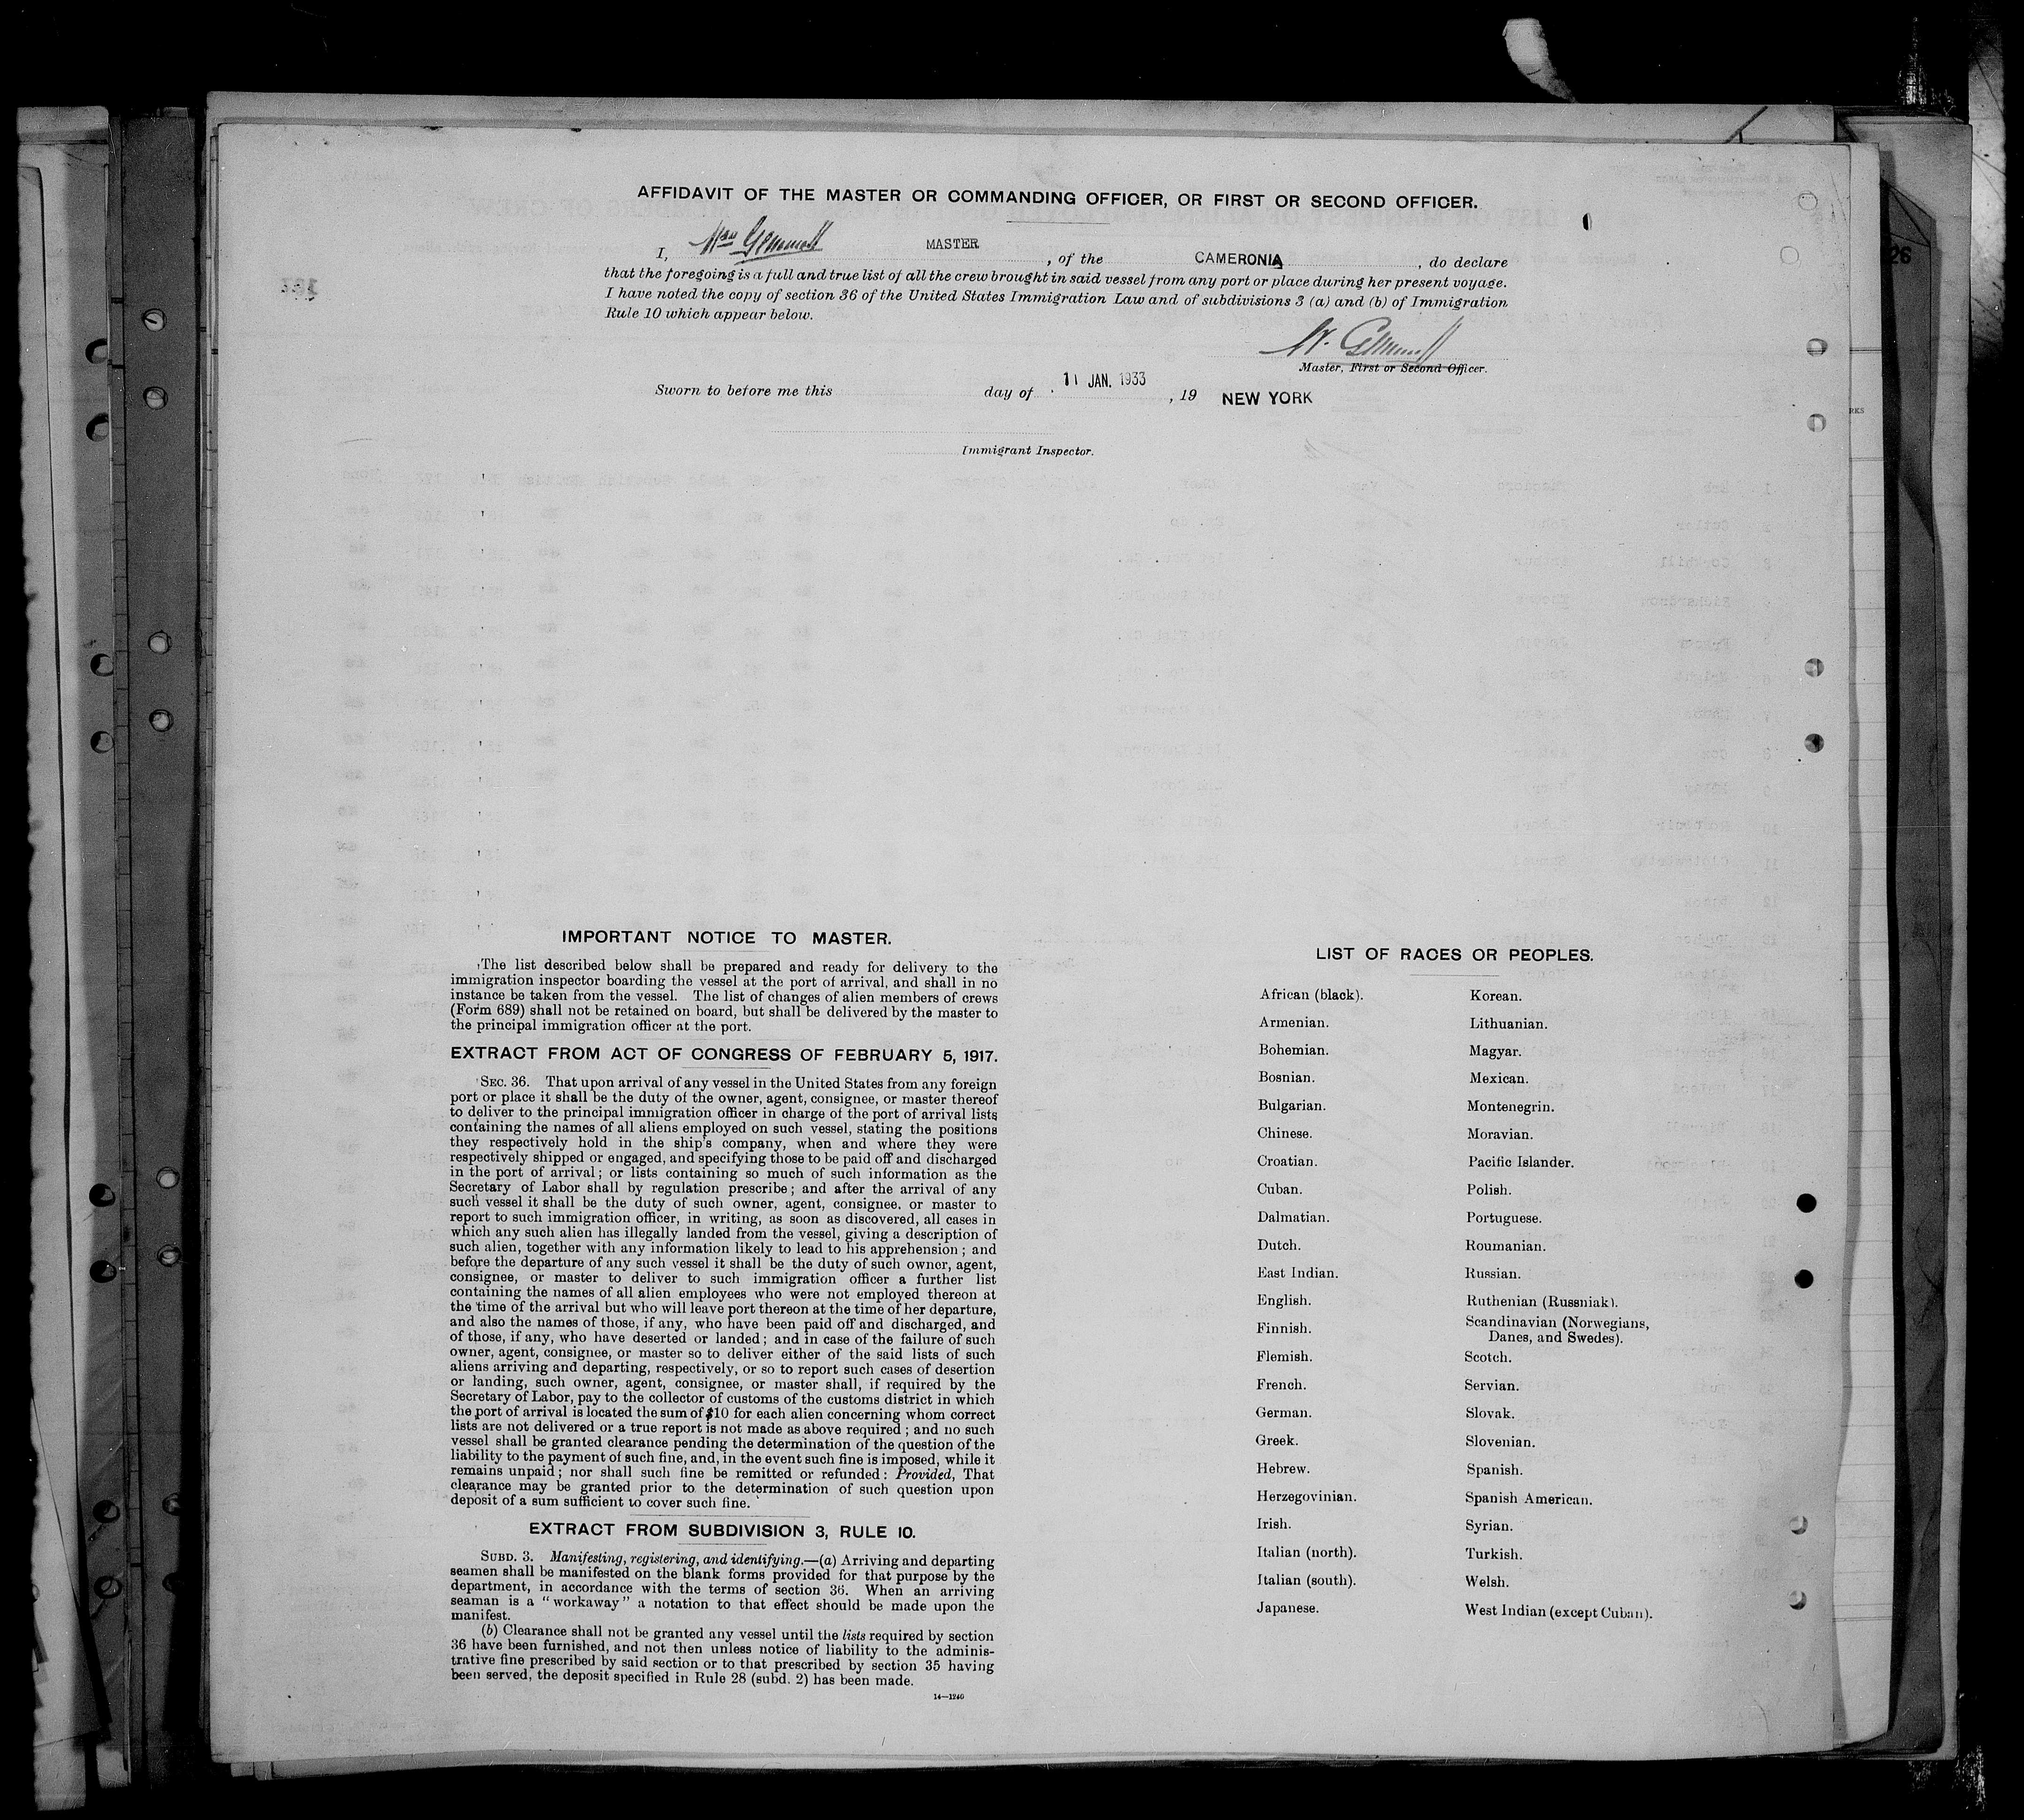 AFFIDAVIT OF THE MASTER OR COMMANDING OFFICER, OR FIRST OR SECOND OFFICER.
I, Wm Gemmell MASTER , of the CAMERONIA , do declare
that the foregoing is a full and true list of all the crew brought in said vessel from any port or place during her present voyage.
I have noted the copy of section 36 of the United States Immigration Law and of subdivisions 3 (a) and (b) of Immigration
Rule 10 which appear below.
W. Gemmell
Master, First or Second Officer.
Sworn to before me this day of 11 JAN. 1933 , 19 NEW YORK
Immigrant Inspector.
IMPORTANT NOTICE TO MASTER.
The list described below shall be prepared and ready for delivery to the
immigration inspector boarding the vessel at the port of arrival, and shall in no
instance be taken from the vessel. The list of changes of alien members of crews
(Form 689) shall not be retained on board, but shall be delivered by the master to
the principal immigration officer at the port.
EXTRACT FROM ACT OF CONGRESS OF FEBRUARY 5, 1917.
SEC. 36. That upon arrival of any vessel in the United States from any foreign
port or place it shall be the duty of the owner, agent, consignee, or master thereof
to deliver to the principal immigration officer in charge of the port of arrival lists
containing the names of all aliens employed on such vessel, stating the positions
they respectively hold in the ship's company, when and where they were
respectively shipped or engaged, and specifying those to be paid off and discharged
in the port of arrival; or lists containing so much of such information as the
Secretary of Labor shall by regulation prescribe; and after the arrival of any
such vessel it shall be the duty of such owner, agent, consignee, or master to
report to such immigration officer, in writing, as soon as discovered, all cases in
which any such alien has illegally landed from the vessel, giving a description of
such alien, together with any information likely to lead to his apprehension; and
before the departure of any such vessel it shall be the duty of such owner, agent,
consignee, or master to deliver to such immigration officer a further list
containing the names of all alien employees who were not employed thereon at
the time of the arrival but who will leave port thereon at the time of her departure,
and also the names of those, if any, who have been paid off and discharged, and
of those, if any, who have deserted or landed; and in case of the failure of such
owner, agent, consignee, or master so to deliver either of the said lists of such
aliens arriving and departing, respectively, or so to report such cases of desertion
or landing, such owner, agent, consignee, or master shall, if required by the
Secretary of Labor, pay to the collector of customs of the customs district in which
the port of arrival is located the sum of $10 for each alien concerning whom correct
lists are not delivered or a true report is not made as above required; and no such
vessel shall be granted clearance pending the determination of the question of the
liability to the payment of such fine, and, in the event such fine is imposed, while it
remains unpaid; nor shall such fine be remitted or refunded: Provided, That
clearance may be granted prior to the determination of such question upon
deposit of a sum sufficient to cover such fine.
EXTRACT FROM SUBDIVISION 3, RULE 10.
SUBD. 3. Manifesting, registering, and identifying.—(a) Arriving and departing
seamen shall be manifested on the blank forms provided for that purpose by the
department, in accordance with the terms of section 36. When an arriving
seaman is a "workaway" a notation to that effect should be made upon the
manifest.
(b) Clearance shall not be granted any vessel until the lists required by section
36 have been furnished, and not then unless notice of liability to the adminis-
trative fine prescribed by said section or to that prescribed by section 35 having
been served, the deposit specified in Rule 28 (subd. 2) has been made.
14—1240
LIST OF RACES OR PEOPLES.
African (black).
Armenian.
Bohemian.
Bosnian.
Bulgarian.
Chinese.
Croatian.
Cuban.
Dalmatian.
Dutch.
East Indian.
English.
Finnish.
Flemish.
French.
German.
Greek.
Hebrew.
Herzegovinian.
Irish.
Italian (north).
Italian (south).
Japanese.
Korean.
Lithuanian.
Magyar.
Mexican.
Montenegrin.
Moravian.
Pacific Islander.
Polish.
Portuguese.
Roumanian.
Russian.
Ruthenian (Russniak).
Scandinavian (Norwegians,
Danes, and Swedes).
Scotch.
Servian.
Slovak.
Slovenian.
Spanish.
Spanish American.
Syrian.
Turkish.
Welsh.
West Indian (except Cuban).
26
RKS